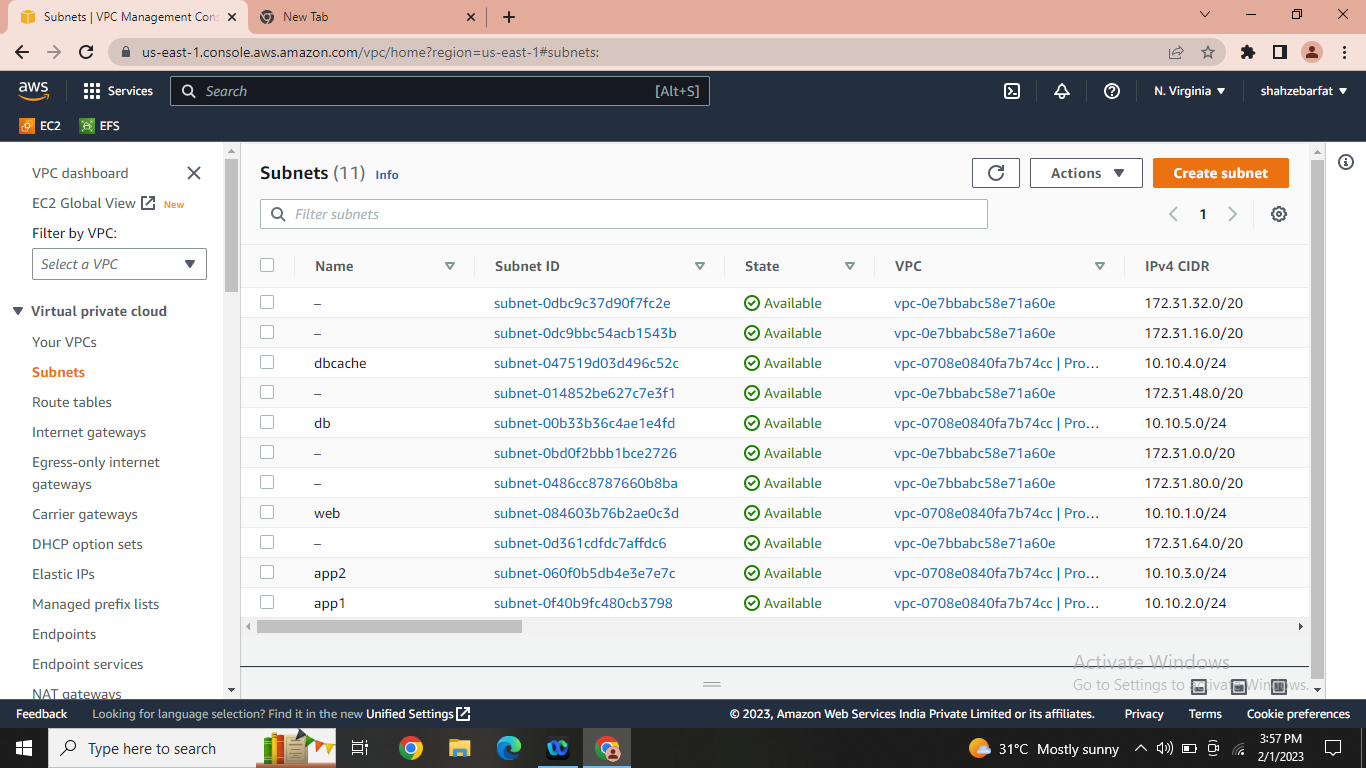 Subnets | VPC Management Con
New Tab
us-east-1.console.aws.amazon.com/vpc/home?region=us-east-1#subnets:
aws
Services
Search
[Alt+S]
N. Virginia
shahzebarfat
EC2
EFS
VPC dashboard
EC2 Global View
New
Filter by VPC:
Select a VPC
Virtual private cloud
Your VPCs
Subnets
Route tables
Internet gateways
Egress-only internet
gateways
Carrier gateways
DHCP option sets
Elastic IPs
Managed prefix lists
Endpoints
Endpoint services
NAT gateways
Subnets (11) Info
Actions
Create subnet
Filter subnets
1
Name Subnet ID State VPC IPv4 CIDR
– subnet-0dbc9c37d90f7fc2e Available vpc-0e7bbabc58e71a60e 172.31.32.0/20
– subnet-0dc9bbc54acb1543b Available vpc-0e7bbabc58e71a60e 172.31.16.0/20
dbcache subnet-047519d03d496c52c Available vpc-0708e0840fa7b74cc | Pro... 10.10.4.0/24
– subnet-014852be627c7e3f1 Available vpc-0e7bbabc58e71a60e 172.31.48.0/20
db subnet-00b33b36c4ae1e4fd Available vpc-0708e0840fa7b74cc | Pro... 10.10.5.0/24
– subnet-0bd0f2bbb1bce2726 Available vpc-0e7bbabc58e71a60e 172.31.0.0/20
– subnet-0486cc8787660b8ba Available vpc-0e7bbabc58e71a60e 172.31.80.0/20
web subnet-084603b76b2ae0c3d Available vpc-0708e0840fa7b74cc | Pro... 10.10.1.0/24
– subnet-0d361cdfdc7affdc6 Available vpc-0e7bbabc58e71a60e 172.31.64.0/20
app2 subnet-060f0b5db4e3e7e7c Available vpc-0708e0840fa7b74cc | Pro... 10.10.3.0/24
app1 subnet-0f40b9fc480cb3798 Available vpc-0708e0840fa7b74cc | Pro... 10.10.2.0/24
Activate Windows
Go to Settings to activate Windows.
Feedback
Looking for language selection? Find it in the new Unified Settings
© 2023, Amazon Web Services India Private Limited or its affiliates.
Privacy
Terms
Cookie preferences
Type here to search
31°C Mostly sunny
3:57 PM
2/1/2023